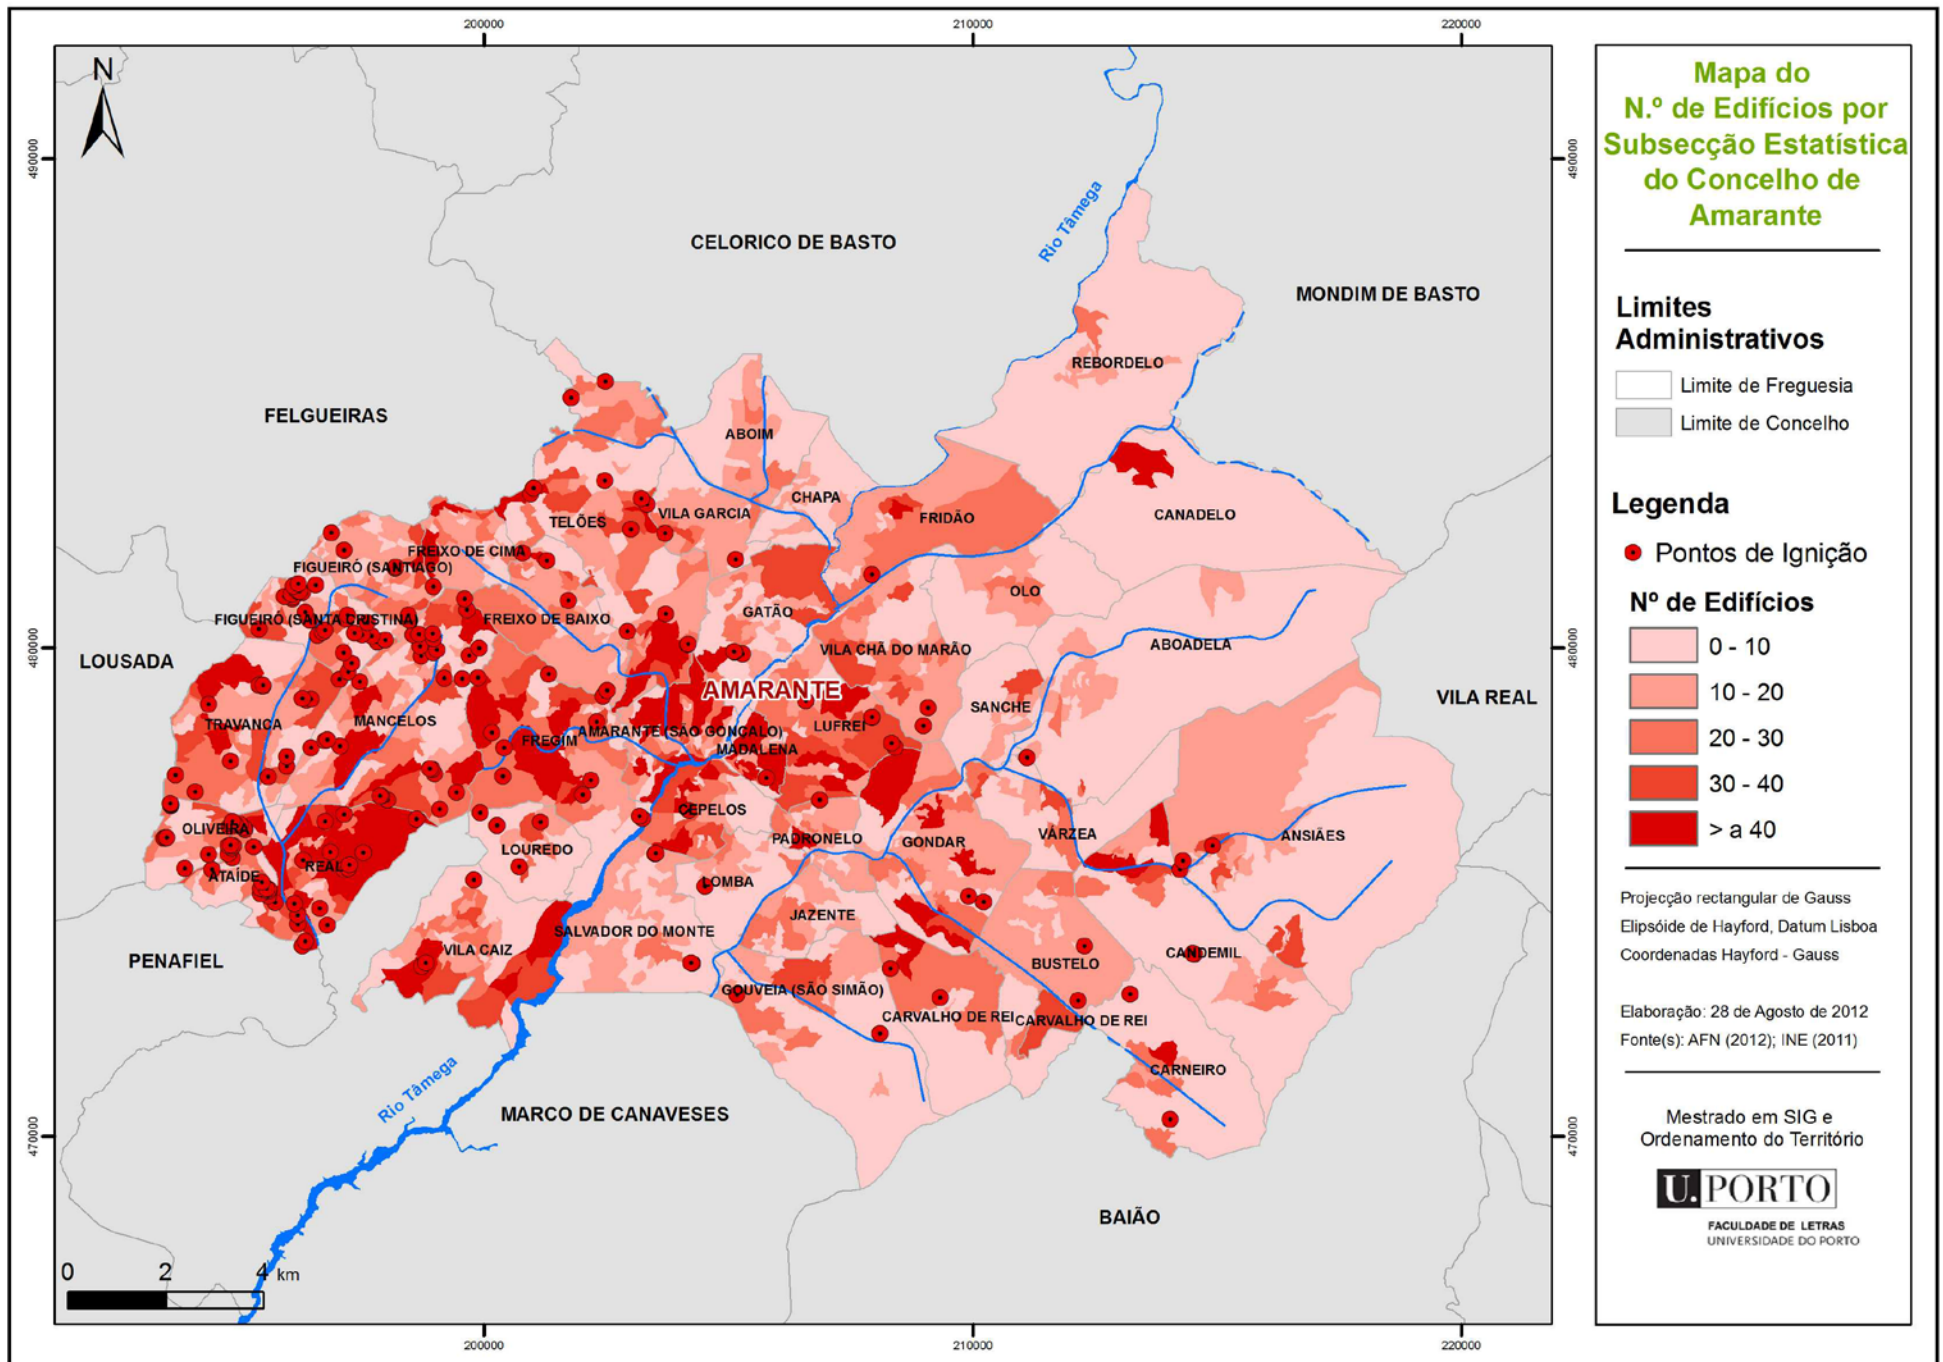 200000
210000
220000
490000
490000
N
Rio Tâmega
CELORICO DE BASTO
MONDIM DE BASTO
REBORDELO
FELGUEIRAS
ABOIM
CHAPA
FRIDÃO
CANADELO
TELÕES
VILA GARCIA
FREIXO DE CIMA
FIGUEIRÓ (SANTIAGO)
OLO
GATÃO
FIGUEIRÓ (SANTA CRISTINA)
FREIXO DE BAIXO
480000
480000
LOUSADA
VILA CHÃ DO MARÃO
ABOADELA
AMARANTE
VILA REAL
SANCHE
TRAVANCA
MANCELOS
LUFREI
AMARANTE (SÃO GONÇALO)
FREGIM
MADALENA
CEPELOS
OLIVEIRA
PADRONELO
GONDAR
VÁRZEA
ANSIÃES
LOUREDO
REAL
ATAÍDE
LOMBA
JAZENTE
SALVADOR DO MONTE
VILA CAIZ
PENAFIEL
BUSTELO
CANDEMIL
GOUVEIA (SÃO SIMÃO)
CARVALHO DE REI
CARVALHO DE REI
CARNEIRO
Rio Tâmega
MARCO DE CANAVESES
470000
470000
BAIÃO
0 2 4 km
200000
210000
220000
Mapa do
N.º de Edifícios por
Subsecção Estatística
do Concelho de
Amarante
Limites
Administrativos
Limite de Freguesia
Limite de Concelho
Legenda
Pontos de Ignição
Nº de Edifícios
0 - 10
10 - 20
20 - 30
30 - 40
> a 40
Projecção rectangular de Gauss
Elipsóide de Hayford, Datum Lisboa
Coordenadas Hayford - Gauss
Elaboração: 28 de Agosto de 2012
Fonte(s): AFN (2012); INE (2011)
Mestrado em SIG e
Ordenamento do Território
U. PORTO
FACULDADE DE LETRAS
UNIVERSIDADE DO PORTO